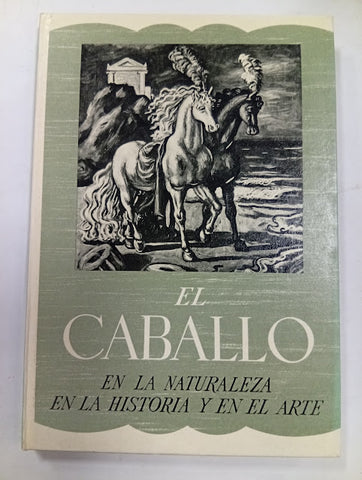 EL
CABALLO
EN LA NATURALEZA
EN LA HISTORIA Y EN EL ARTE